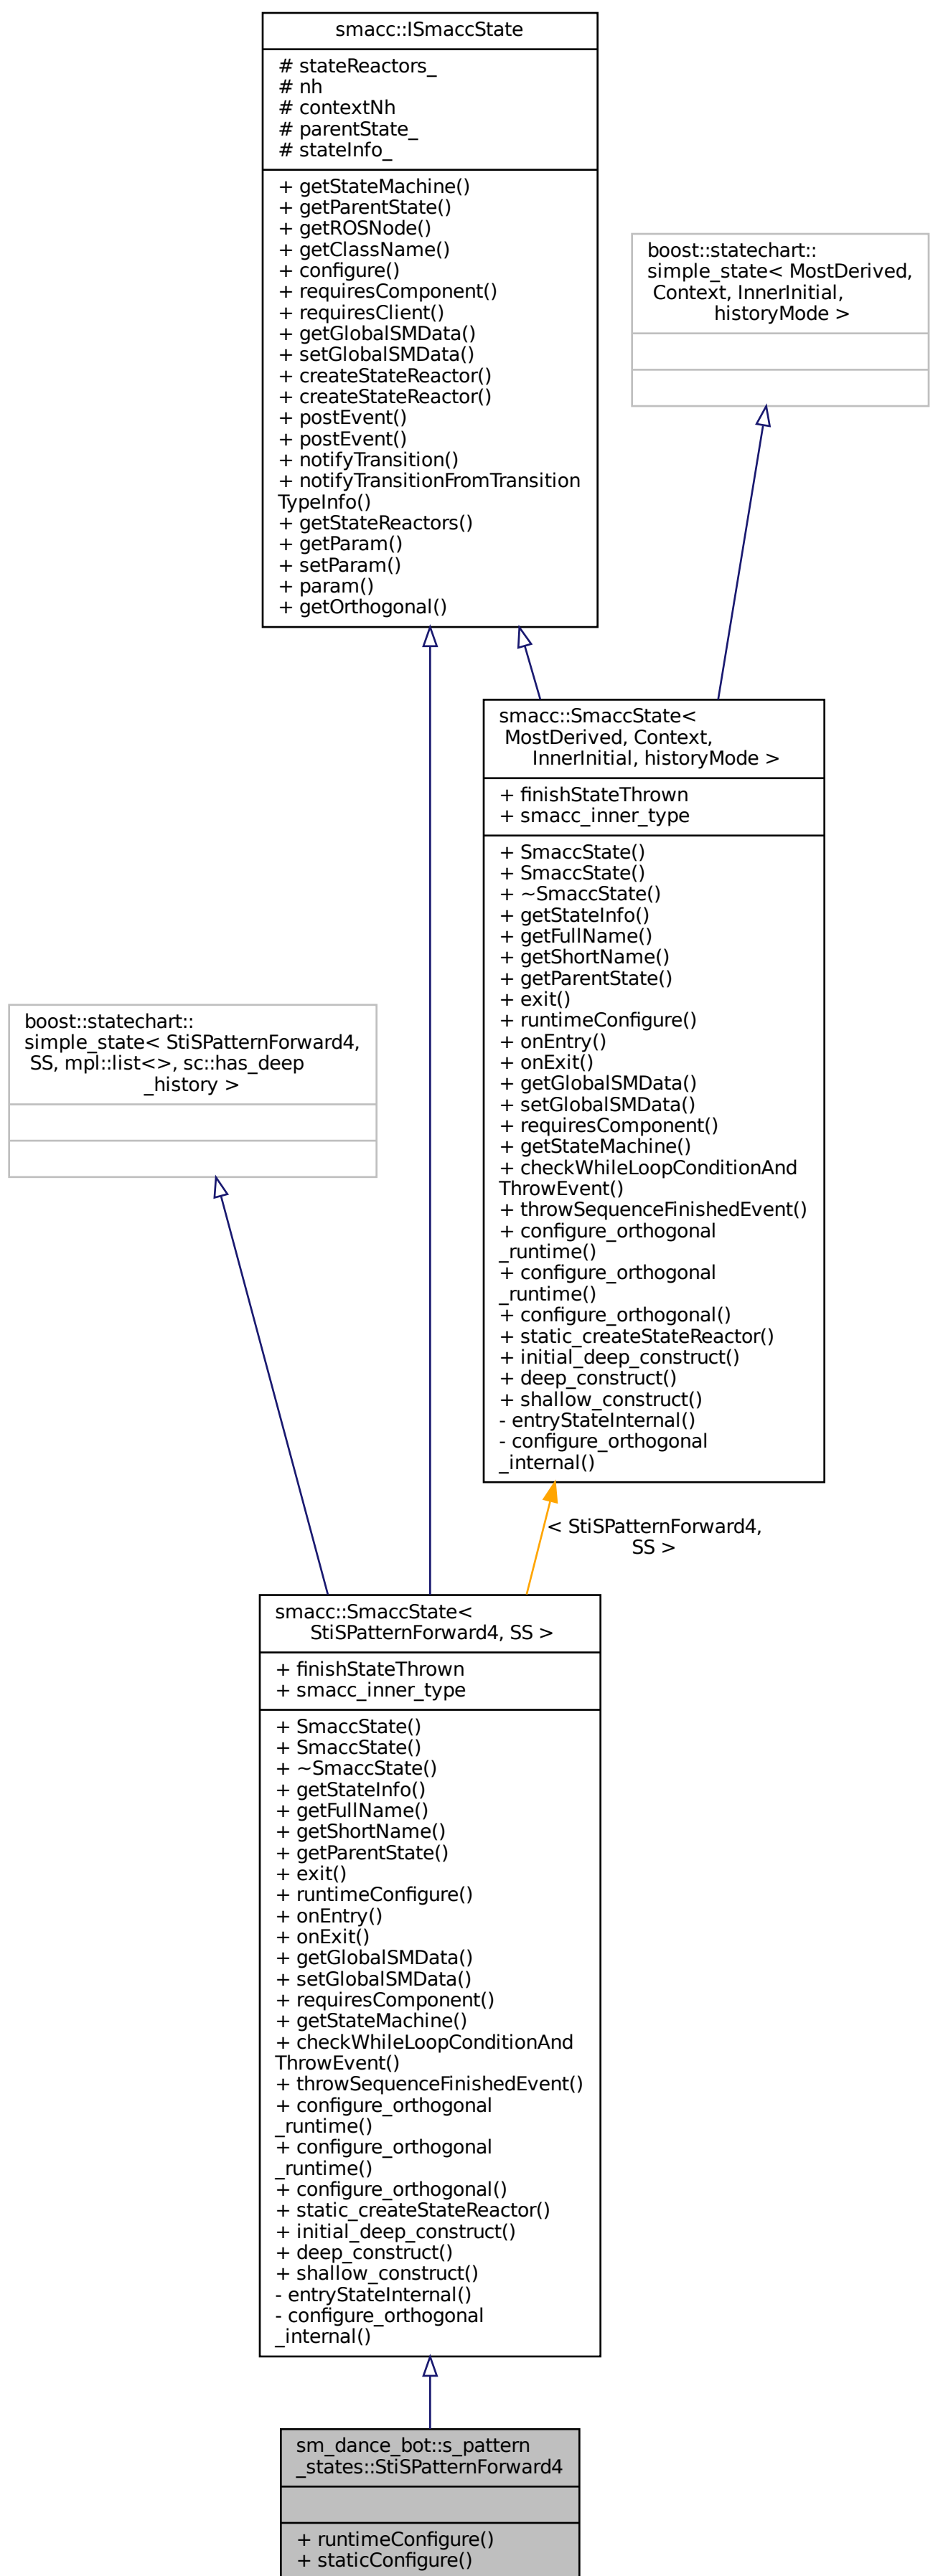 smacc::ISmaccState
# stateReactors_
# nh
# contextNh
# parentState_
# stateInfo_
+ getStateMachine()
+ getParentState()
+ getROSNode()
+ getClassName()
+ configure()
+ requiresComponent()
+ requiresClient()
+ getGlobalSMData()
+ setGlobalSMData()
+ createStateReactor()
+ createStateReactor()
+ postEvent()
+ postEvent()
+ notifyTransition()
+ notifyTransitionFromTransition
TypeInfo()
+ getStateReactors()
+ getParam()
+ setParam()
+ param()
+ getOrthogonal()
boost::statechart::
simple_state< MostDerived,
Context, InnerInitial,
historyMode >
smacc::SmaccState<
MostDerived, Context,
InnerInitial, historyMode >
+ finishStateThrown
+ smacc_inner_type
+ SmaccState()
+ SmaccState()
+ ~SmaccState()
+ getStateInfo()
+ getFullName()
+ getShortName()
+ getParentState()
+ exit()
+ runtimeConfigure()
+ onEntry()
+ onExit()
+ getGlobalSMData()
+ setGlobalSMData()
+ requiresComponent()
+ getStateMachine()
+ checkWhileLoopConditionAnd
ThrowEvent()
+ throwSequenceFinishedEvent()
+ configure_orthogonal
_runtime()
+ configure_orthogonal
_runtime()
+ configure_orthogonal()
+ static_createStateReactor()
+ initial_deep_construct()
+ deep_construct()
+ shallow_construct()
- entryStateInternal()
- configure_orthogonal
_internal()
boost::statechart::
simple_state< StiSPatternForward4,
SS, mpl::list<>, sc::has_deep
_history >
< StiSPatternForward4,
SS >
smacc::SmaccState<
StiSPatternForward4, SS >
+ finishStateThrown
+ smacc_inner_type
+ SmaccState()
+ SmaccState()
+ ~SmaccState()
+ getStateInfo()
+ getFullName()
+ getShortName()
+ getParentState()
+ exit()
+ runtimeConfigure()
+ onEntry()
+ onExit()
+ getGlobalSMData()
+ setGlobalSMData()
+ requiresComponent()
+ getStateMachine()
+ checkWhileLoopConditionAnd
ThrowEvent()
+ throwSequenceFinishedEvent()
+ configure_orthogonal
_runtime()
+ configure_orthogonal
_runtime()
+ configure_orthogonal()
+ static_createStateReactor()
+ initial_deep_construct()
+ deep_construct()
+ shallow_construct()
- entryStateInternal()
- configure_orthogonal
_internal()
sm_dance_bot::s_pattern
_states::StiSPatternForward4
+ runtimeConfigure()
+ staticConfigure()